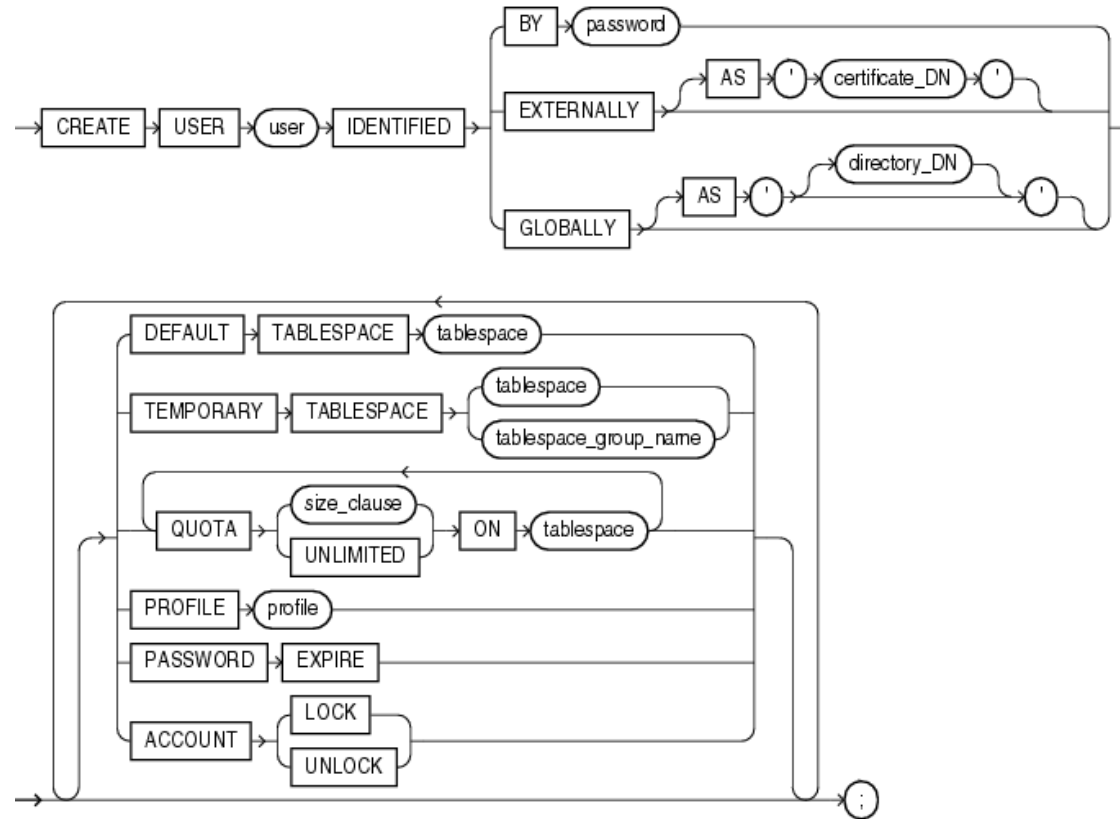 BY password
AS ' certificate_DN '
CREATE USER user IDENTIFIED EXTERNALLY
directory_DN
AS ' '
GLOBALLY
DEFAULT TABLESPACE tablespace
tablespace
TEMPORARY TABLESPACE
tablespace_group_name
size_clause
QUOTA ON tablespace
UNLIMITED
PROFILE profile
PASSWORD EXPIRE
LOCK
ACCOUNT
UNLOCK
;